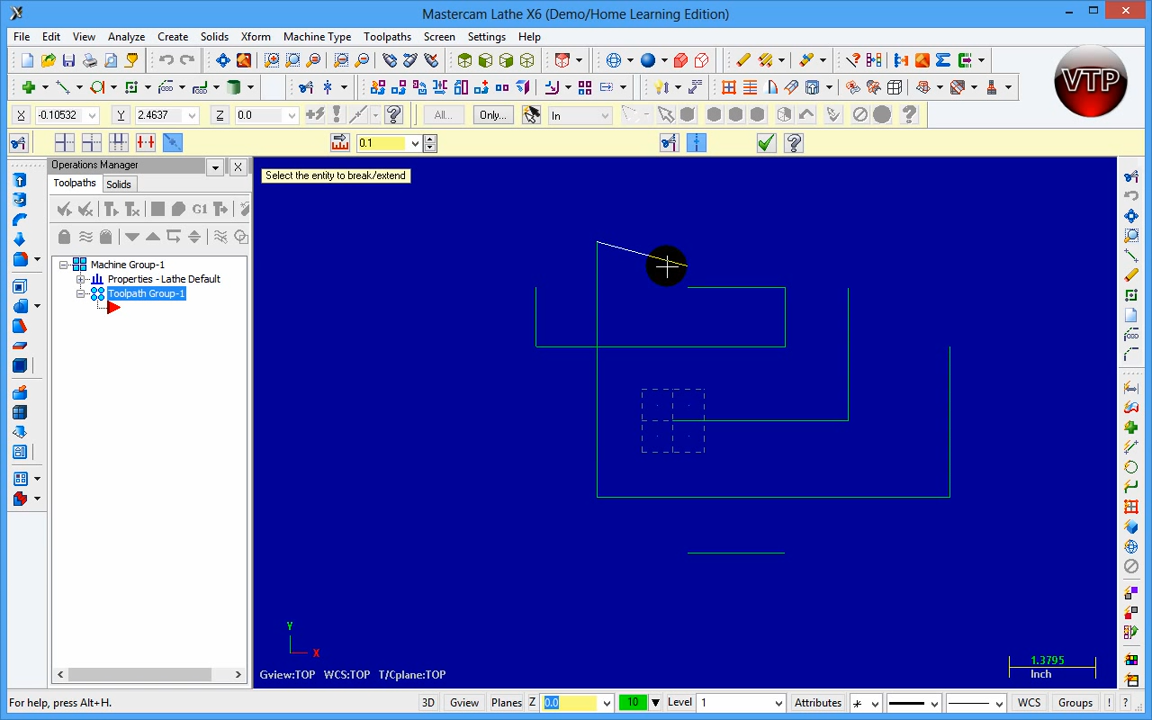 Mastercam Lathe X6 (Demo/Home Learning Edition)
File Edit View Analyze Create Solids Xform Machine Type Toolpaths Screen Settings Help
VTP
X -0.10532 Y 2.4637 Z 0.0 All... Only... In
0.1
Operations Manager
Select the entity to break/extend
Toolpaths Solids
G1
Machine Group-1
Properties - Lathe Default
Toolpath Group-1
Y
X
1.3795
Inch
Gview:TOP WCS:TOP T/Cplane:TOP
For help, press Alt+H.
3D Gview Planes Z 0.0 10 Level 1 Attributes WCS Groups ! ?